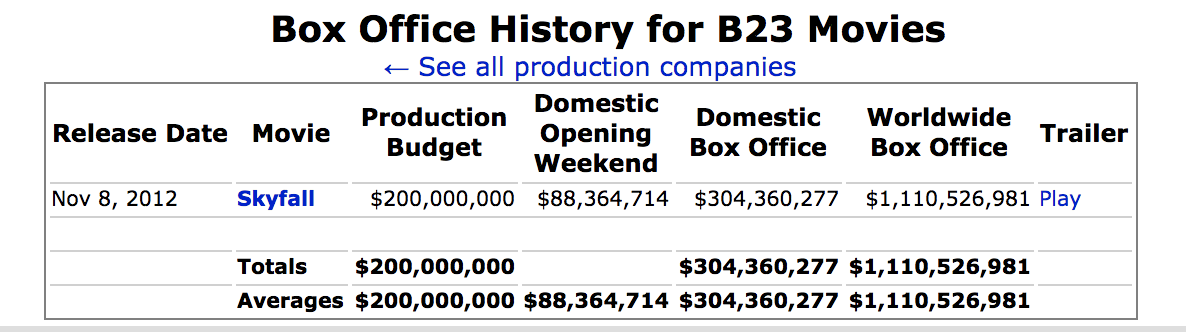 Box Office History for B23 Movies
← See all production companies
Release Date Movie Production Budget Domestic Opening Weekend Domestic Box Office Worldwide Box Office Trailer
Nov 8, 2012 Skyfall $200,000,000 $88,364,714 $304,360,277 $1,110,526,981 Play
Totals $200,000,000 $304,360,277 $1,110,526,981
Averages $200,000,000 $88,364,714 $304,360,277 $1,110,526,981